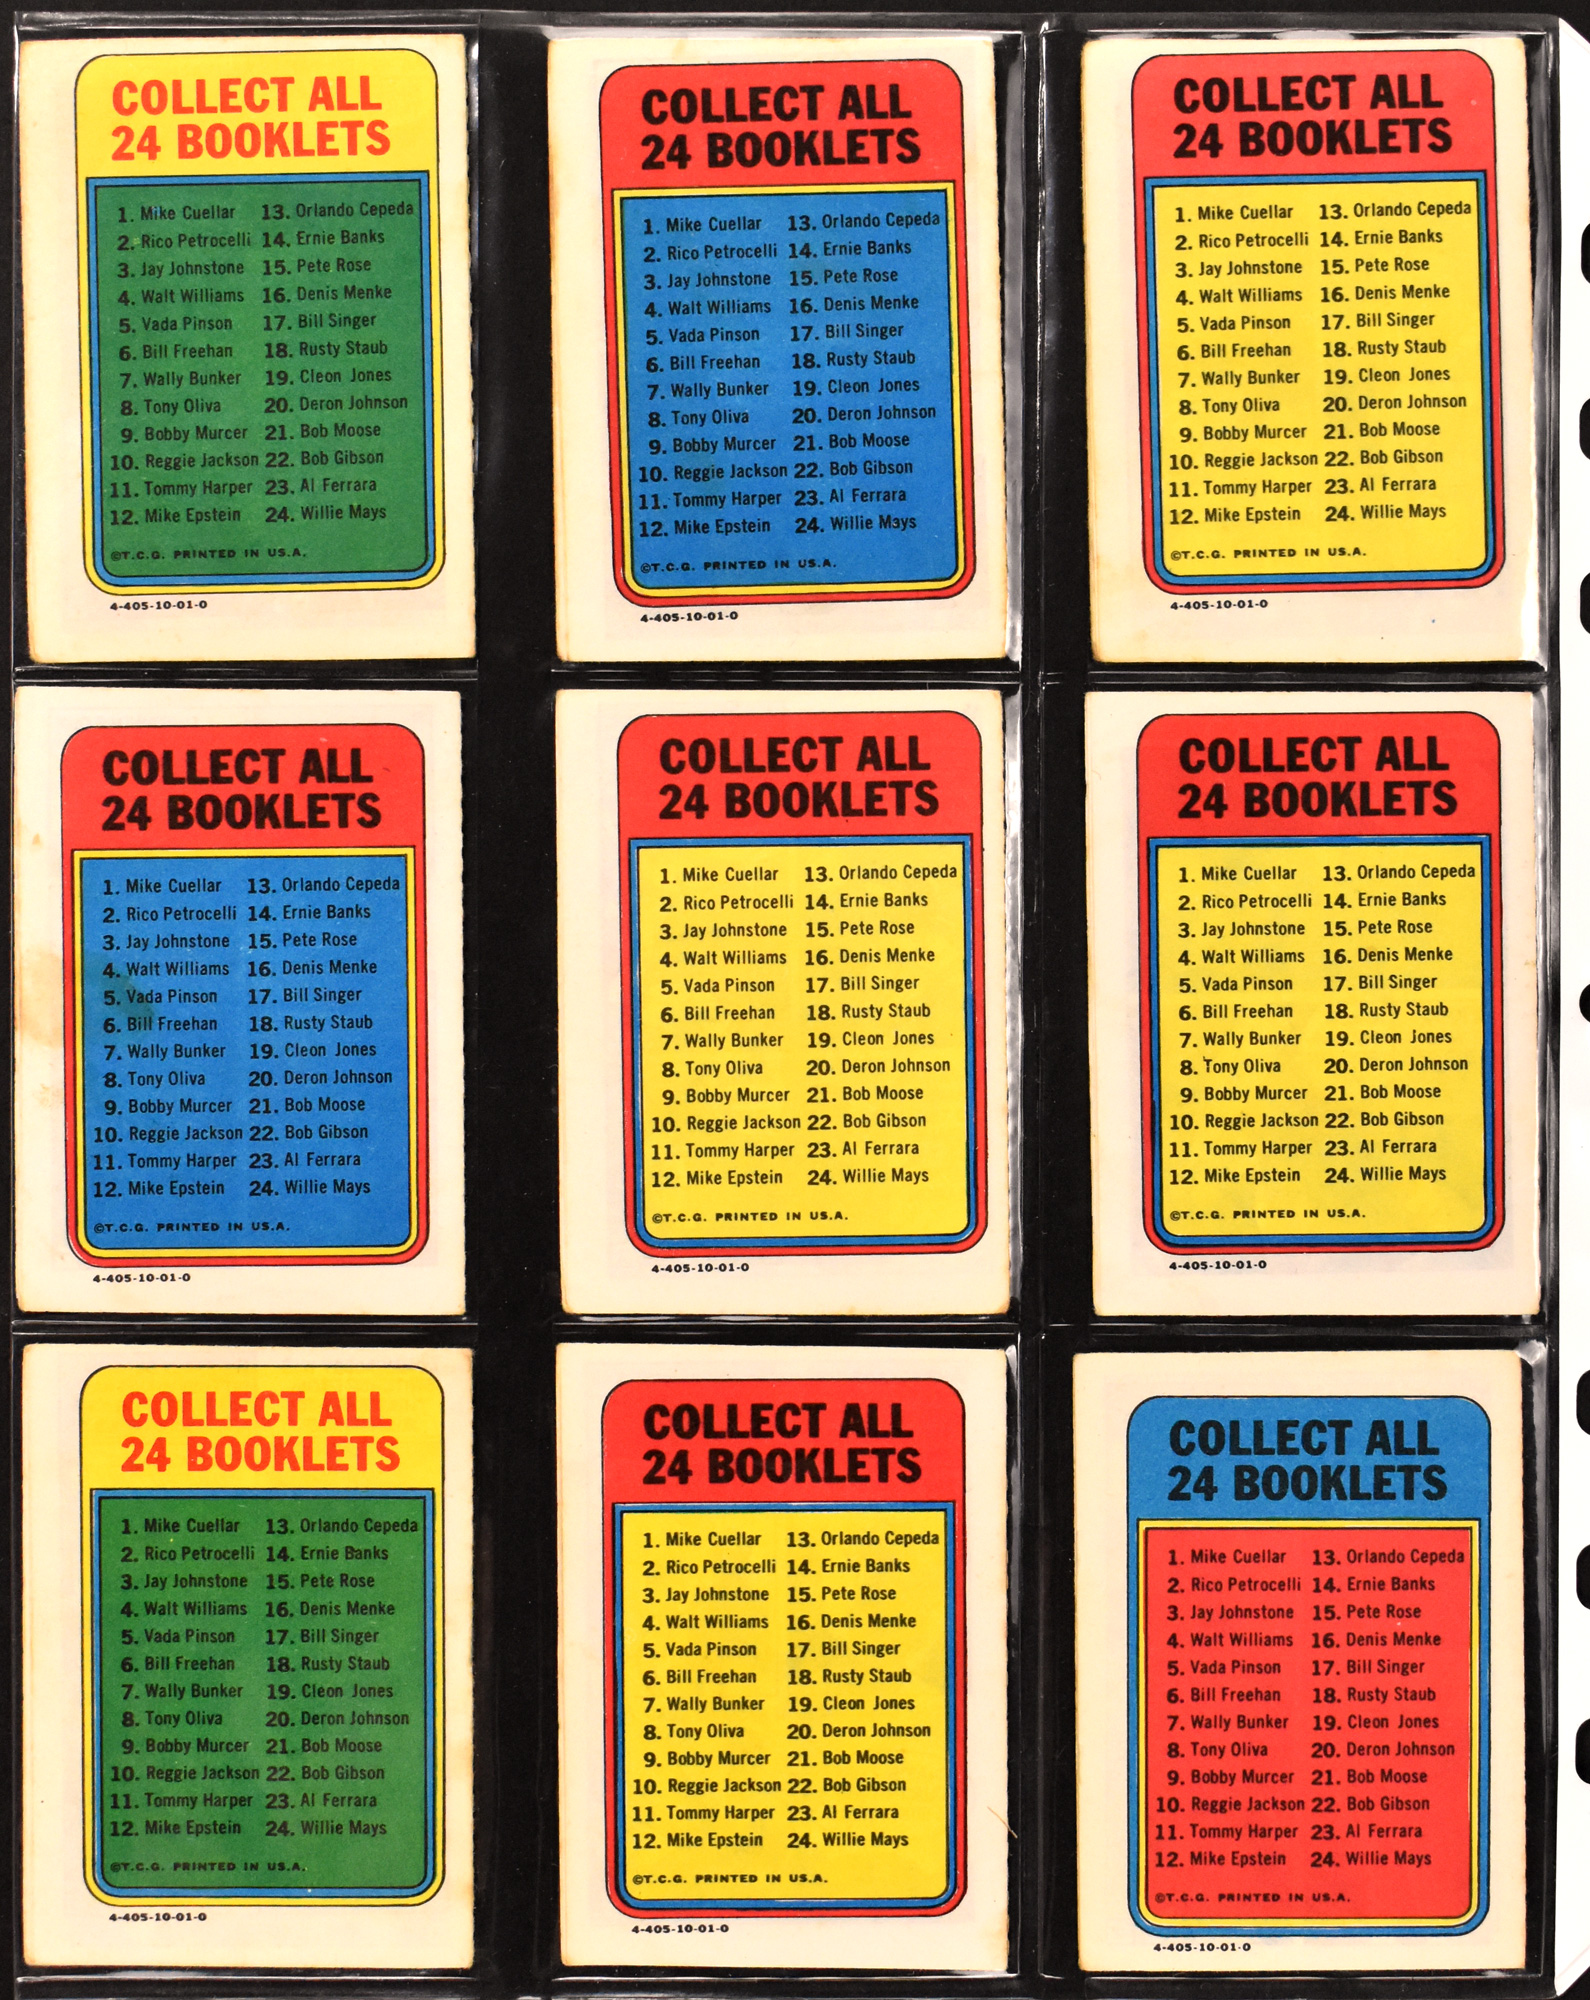 COLLECT ALL
24 BOOKLETS
1. Mike Cuellar 13. Orlando Cepeda
2. Rico Petrocelli 14. Ernie Banks
3. Jay Johnstone 15. Pete Rose
4. Walt Williams 16. Denis Menke
5. Vada Pinson 17. Bill Singer
6. Bill Freehan 18. Rusty Staub
7. Wally Bunker 19. Cleon Jones
8. Tony Oliva 20. Deron Johnson
9. Bobby Murcer 21. Bob Moose
10. Reggie Jackson 22. Bob Gibson
11. Tommy Harper 23. Al Ferrara
12. Mike Epstein 24. Willie Mays
©T.C.G. PRINTED IN U.S.A.
4-405-10-01-0
COLLECT ALL
24 BOOKLETS
1. Mike Cuellar 13. Orlando Cepeda
2. Rico Petrocelli 14. Ernie Banks
3. Jay Johnstone 15. Pete Rose
4. Walt Williams 16. Denis Menke
5. Vada Pinson 17. Bill Singer
6. Bill Freehan 18. Rusty Staub
7. Wally Bunker 19. Cleon Jones
8. Tony Oliva 20. Deron Johnson
9. Bobby Murcer 21. Bob Moose
10. Reggie Jackson 22. Bob Gibson
11. Tommy Harper 23. Al Ferrara
12. Mike Epstein 24. Willie Mays
©T.C.G. PRINTED IN U.S.A.
4-405-10-01-0
COLLECT ALL
24 BOOKLETS
1. Mike Cuellar 13. Orlando Cepeda
2. Rico Petrocelli 14. Ernie Banks
3. Jay Johnstone 15. Pete Rose
4. Walt Williams 16. Denis Menke
5. Vada Pinson 17. Bill Singer
6. Bill Freehan 18. Rusty Staub
7. Wally Bunker 19. Cleon Jones
8. Tony Oliva 20. Deron Johnson
9. Bobby Murcer 21. Bob Moose
10. Reggie Jackson 22. Bob Gibson
11. Tommy Harper 23. Al Ferrara
12. Mike Epstein 24. Willie Mays
©T.C.G. PRINTED IN U.S.A.
4-405-10-01-0
COLLECT ALL
24 BOOKLETS
1. Mike Cuellar 13. Orlando Cepeda
2. Rico Petrocelli 14. Ernie Banks
3. Jay Johnstone 15. Pete Rose
4. Walt Williams 16. Denis Menke
5. Vada Pinson 17. Bill Singer
6. Bill Freehan 18. Rusty Staub
7. Wally Bunker 19. Cleon Jones
8. Tony Oliva 20. Deron Johnson
9. Bobby Murcer 21. Bob Moose
10. Reggie Jackson 22. Bob Gibson
11. Tommy Harper 23. Al Ferrara
12. Mike Epstein 24. Willie Mays
©T.C.G. PRINTED IN U.S.A.
4-405-10-01-0
COLLECT ALL
24 BOOKLETS
1. Mike Cuellar 13. Orlando Cepeda
2. Rico Petrocelli 14. Ernie Banks
3. Jay Johnstone 15. Pete Rose
4. Walt Williams 16. Denis Menke
5. Vada Pinson 17. Bill Singer
6. Bill Freehan 18. Rusty Staub
7. Wally Bunker 19. Cleon Jones
8. Tony Oliva 20. Deron Johnson
9. Bobby Murcer 21. Bob Moose
10. Reggie Jackson 22. Bob Gibson
11. Tommy Harper 23. Al Ferrara
12. Mike Epstein 24. Willie Mays
©T.C.G. PRINTED IN U.S.A.
4-405-10-01-0
COLLECT ALL
24 BOOKLETS
1. Mike Cuellar 13. Orlando Cepeda
2. Rico Petrocelli 14. Ernie Banks
3. Jay Johnstone 15. Pete Rose
4. Walt Williams 16. Denis Menke
5. Vada Pinson 17. Bill Singer
6. Bill Freehan 18. Rusty Staub
7. Wally Bunker 19. Cleon Jones
8. Tony Oliva 20. Deron Johnson
9. Bobby Murcer 21. Bob Moose
10. Reggie Jackson 22. Bob Gibson
11. Tommy Harper 23. Al Ferrara
12. Mike Epstein 24. Willie Mays
©T.C.G. PRINTED IN U.S.A.
4-405-10-01-0
COLLECT ALL
24 BOOKLETS
1. Mike Cuellar 13. Orlando Cepeda
2. Rico Petrocelli 14. Ernie Banks
3. Jay Johnstone 15. Pete Rose
4. Walt Williams 16. Denis Menke
5. Vada Pinson 17. Bill Singer
6. Bill Freehan 18. Rusty Staub
7. Wally Bunker 19. Cleon Jones
8. Tony Oliva 20. Deron Johnson
9. Bobby Murcer 21. Bob Moose
10. Reggie Jackson 22. Bob Gibson
11. Tommy Harper 23. Al Ferrara
12. Mike Epstein 24. Willie Mays
©T.C.G. PRINTED IN U.S.A.
4-405-10-01-0
COLLECT ALL
24 BOOKLETS
1. Mike Cuellar 13. Orlando Cepeda
2. Rico Petrocelli 14. Ernie Banks
3. Jay Johnstone 15. Pete Rose
4. Walt Williams 16. Denis Menke
5. Vada Pinson 17. Bill Singer
6. Bill Freehan 18. Rusty Staub
7. Wally Bunker 19. Cleon Jones
8. Tony Oliva 20. Deron Johnson
9. Bobby Murcer 21. Bob Moose
10. Reggie Jackson 22. Bob Gibson
11. Tommy Harper 23. Al Ferrara
12. Mike Epstein 24. Willie Mays
©T.C.G. PRINTED IN U.S.A.
4-405-10-01-0
COLLECT ALL
24 BOOKLETS
1. Mike Cuellar 13. Orlando Cepeda
2. Rico Petrocelli 14. Ernie Banks
3. Jay Johnstone 15. Pete Rose
4. Walt Williams 16. Denis Menke
5. Vada Pinson 17. Bill Singer
6. Bill Freehan 18. Rusty Staub
7. Wally Bunker 19. Cleon Jones
8. Tony Oliva 20. Deron Johnson
9. Bobby Murcer 21. Bob Moose
10. Reggie Jackson 22. Bob Gibson
11. Tommy Harper 23. Al Ferrara
12. Mike Epstein 24. Willie Mays
©T.C.G. PRINTED IN U.S.A.
4-405-10-01-0